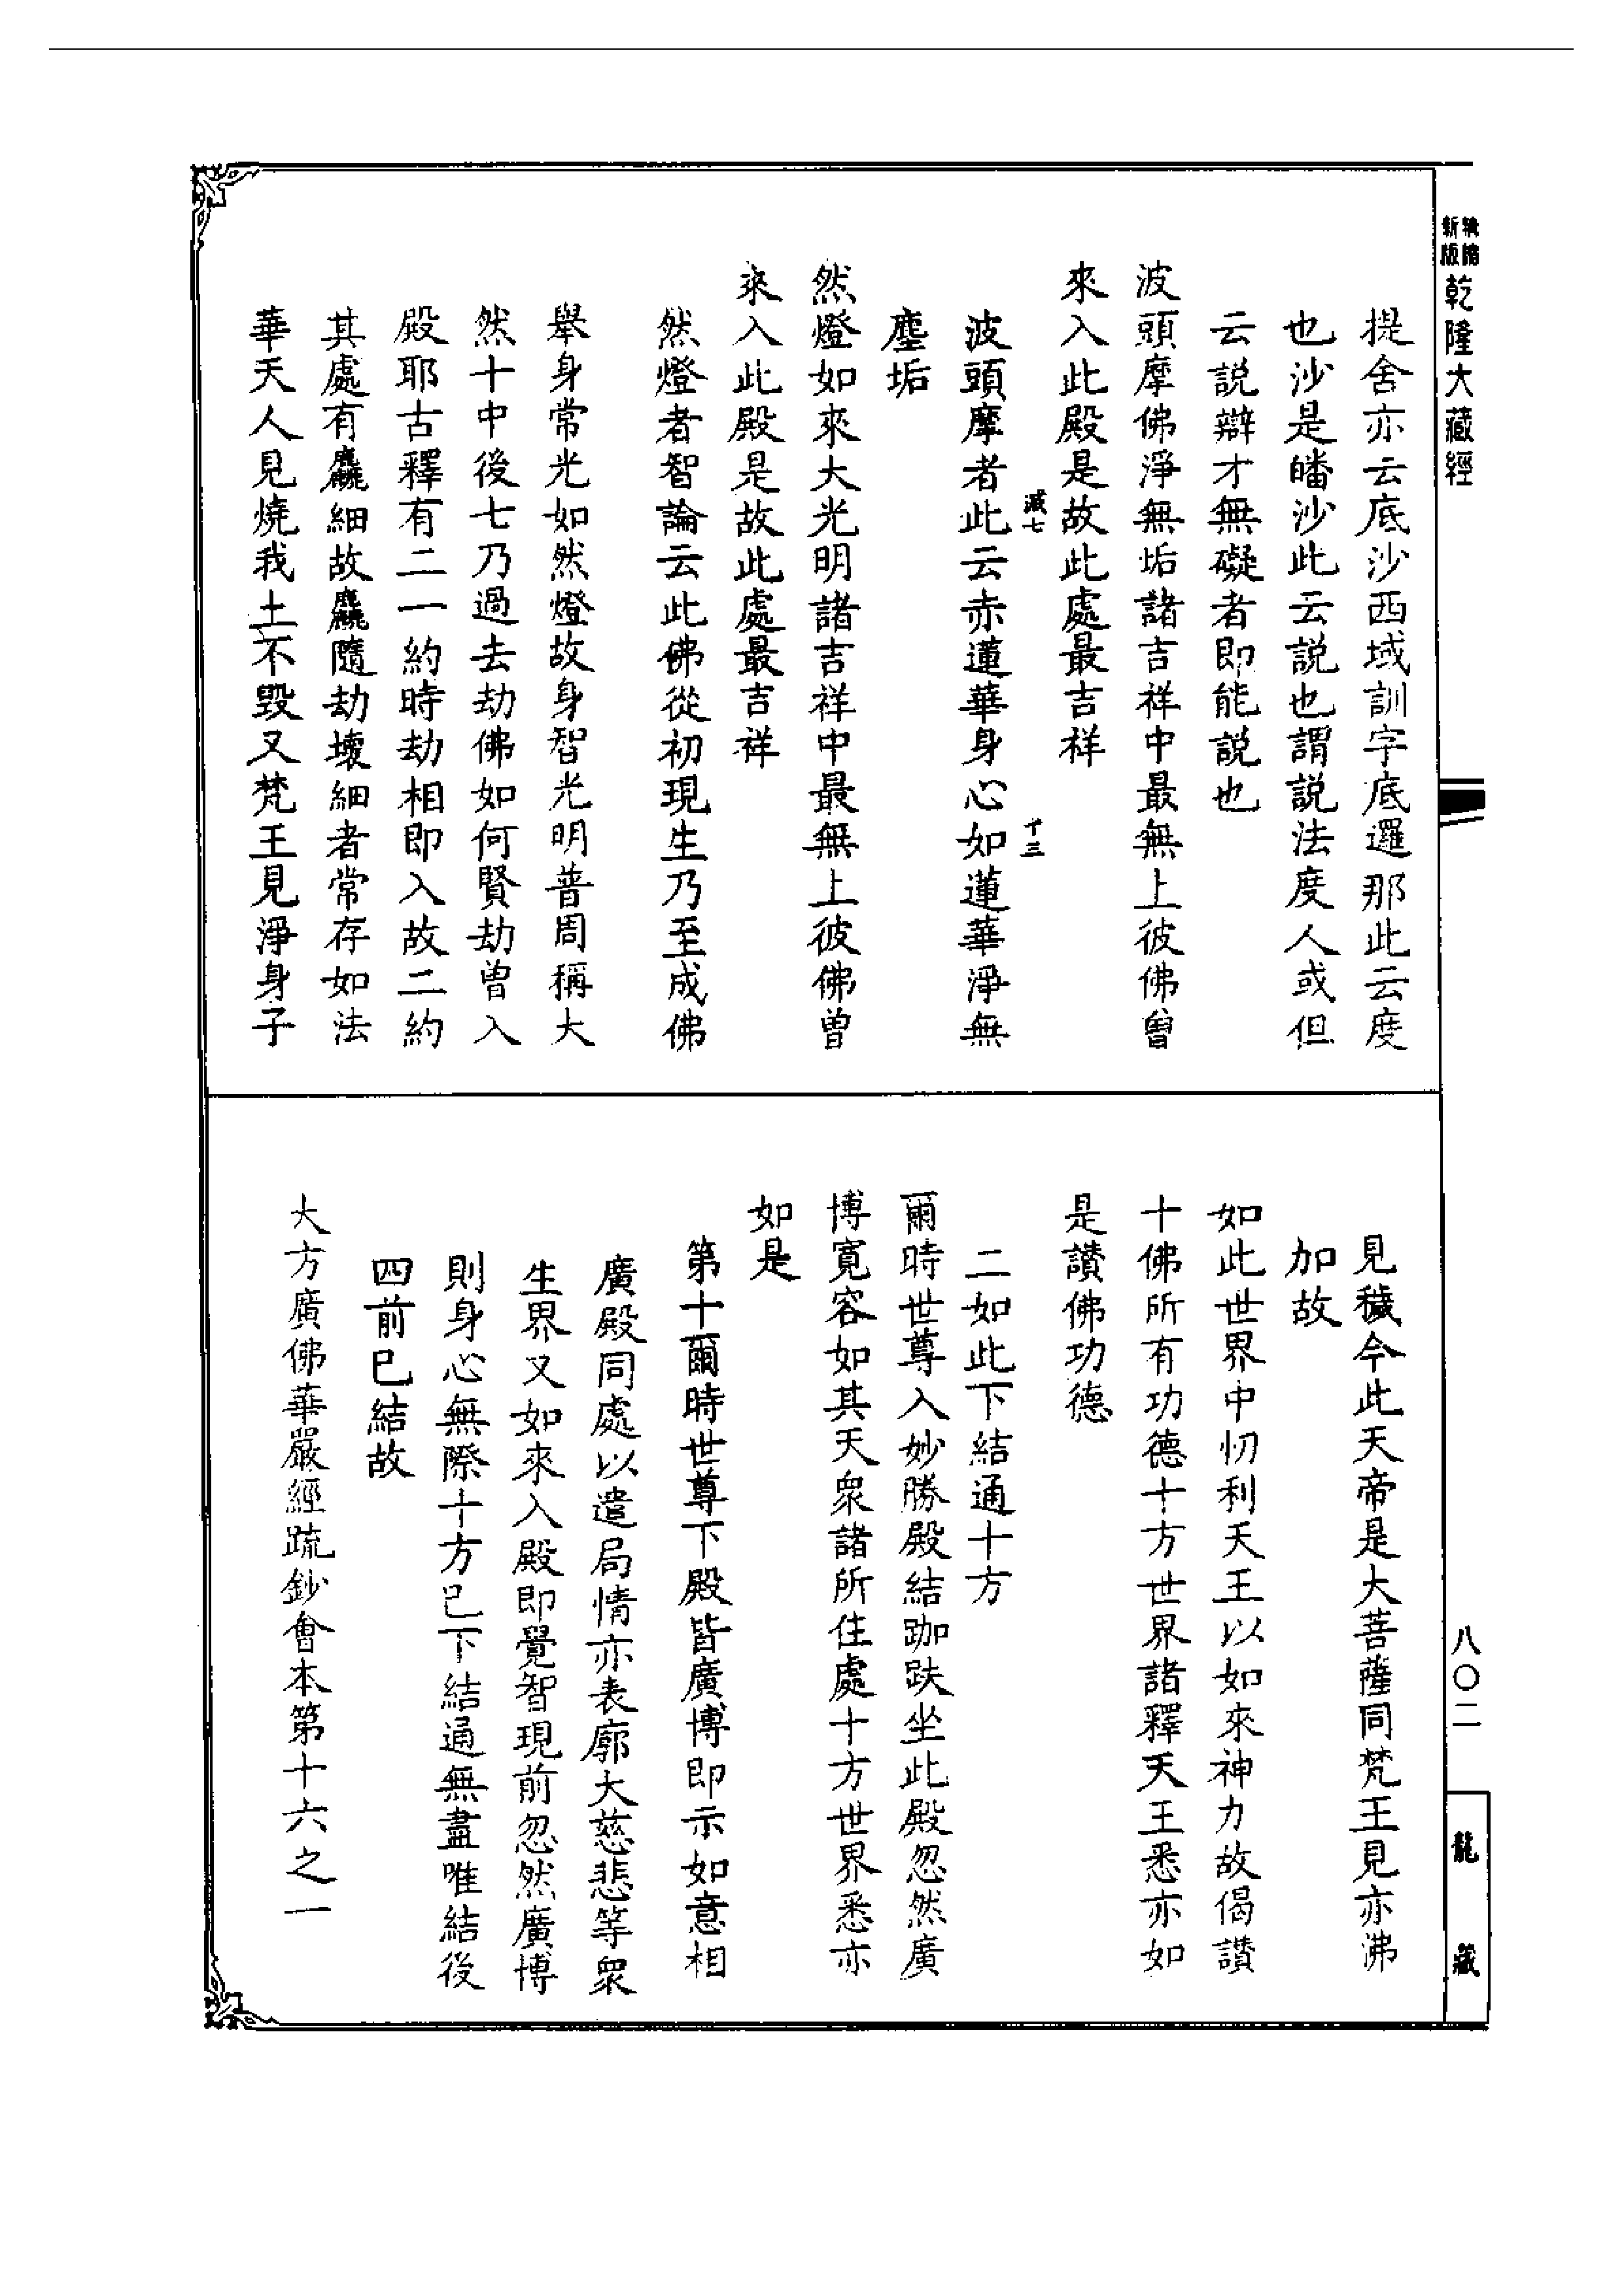 新版
乾隆大藏經
提舍亦云底沙西域訓字底邏那此云度
也沙是皤沙此云説也謂説法度人或但
云説辯才無礙者即能説也
波頭摩佛淨無垢諸吉祥中最無上彼佛曾
來入此殿是故此處最吉祥
減七
十三
波頭摩者此云赤蓮華身心如蓮華淨無
塵垢
然燈如來大光明諸吉祥中最無上彼佛曾
來入此殿是故此處最吉祥
然燈者智論云此佛從初現生乃至成佛
舉身常光如然燈故身智光明普周稱大
然十中後七乃過去劫佛如何賢劫曾入
殿耶古釋有二一約時劫相即入故二約
其處有麤細故麤隨劫壞細者常存如法
華天人見燒我土不毀又梵王見淨身子
見穢今此天帝是大菩薩同梵王見亦沸
加故
如此世界中忉利天王以如來神力故偈讚
十佛所有功德十方世界諸釋天王悉亦如
是讚佛功德
二如此下結通十方
爾時世尊入妙勝殿結跏趺坐此殿忽然廣
博寬容如其天衆諸所住處十方世界悉亦
如是
第十爾時世尊下殿皆廣博即示如意相
廣殿同處以遣局情亦表廓大慈悲等衆
生界又如來入殿即覺智現前忽然廣博
則身心無際十方已下結通無盡唯結後
四前已結故
大方廣佛華嚴經疏鈔會本第十六之一
八〇二
龍藏